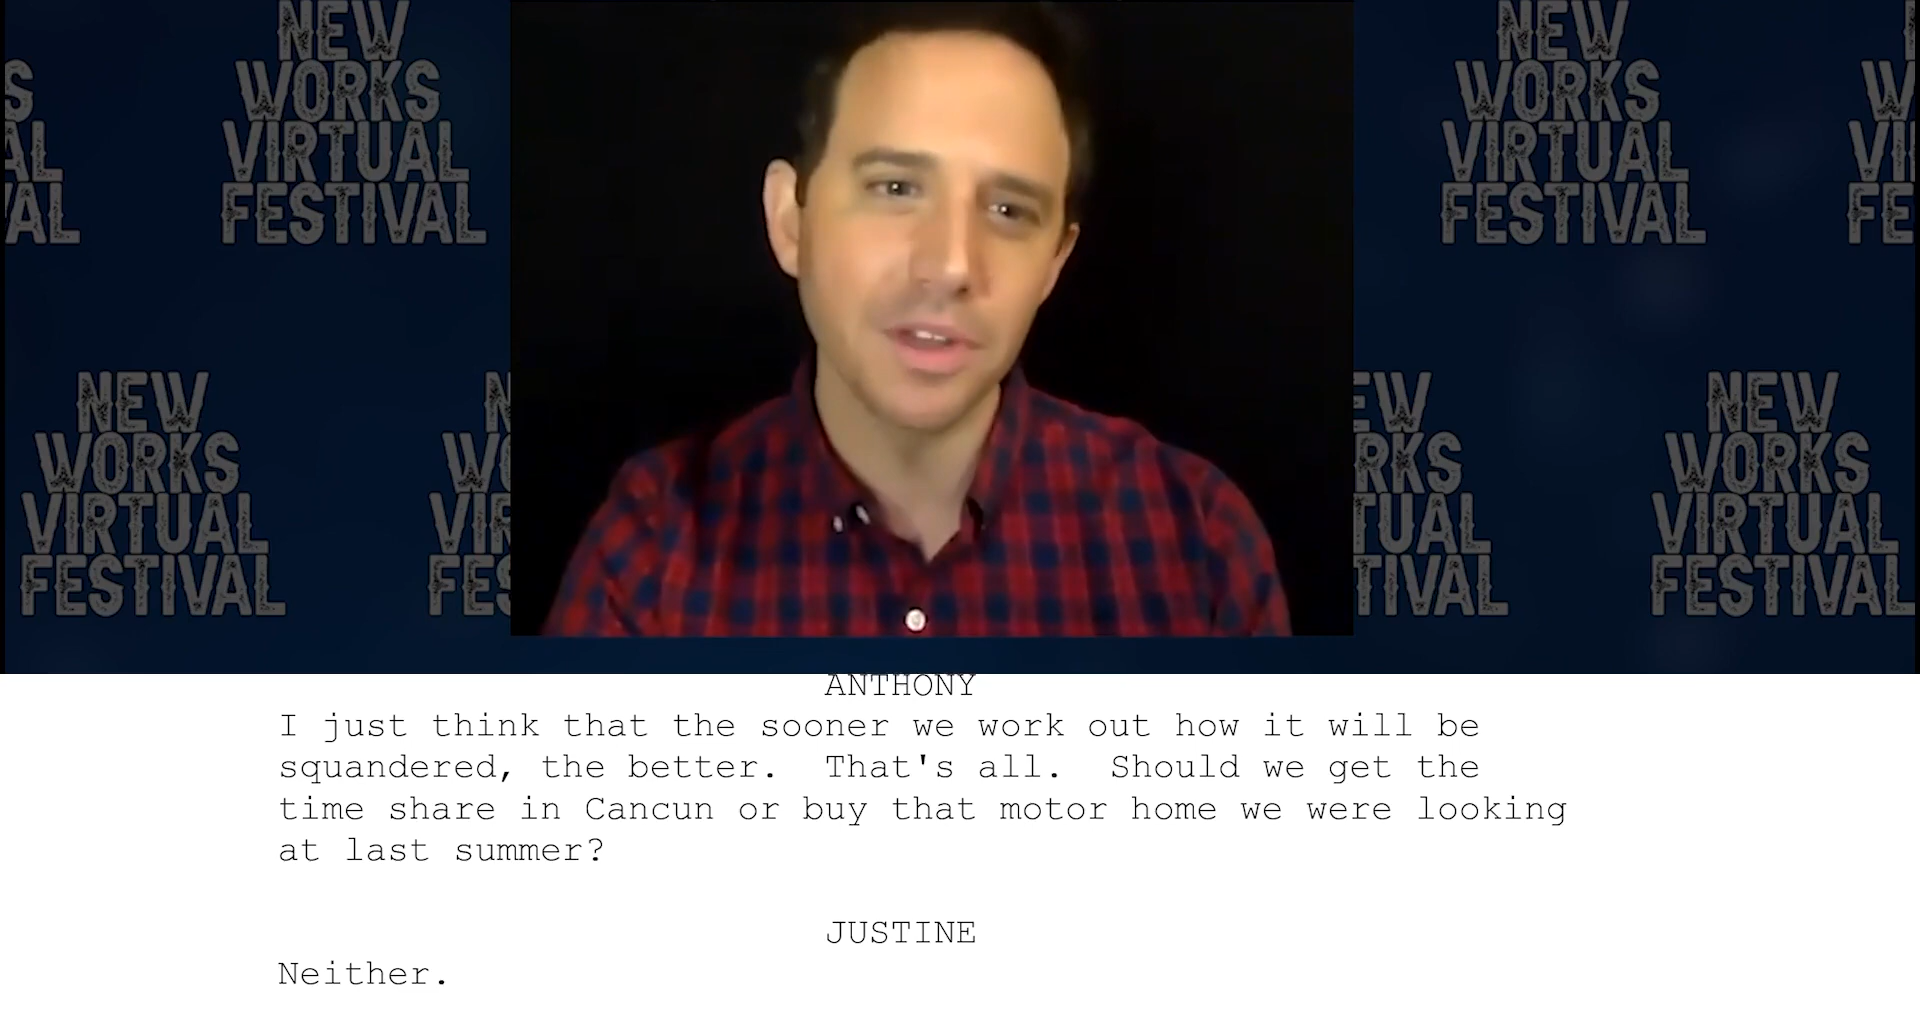 NEW
WORKS
VIRTUAL
FESTIVAL
NEW
WORKS
VIRTUAL
FESTIVAL
NEW
WORKS
VIRTUAL
FESTIVAL
NEW
WORKS
VIRTUAL
FESTIVAL
ANTHONY
I just think that the sooner we work out how it will be
squandered, the better.  That's all.  Should we get the
time share in Cancun or buy that motor home we were looking
at last summer?
JUSTINE
Neither.